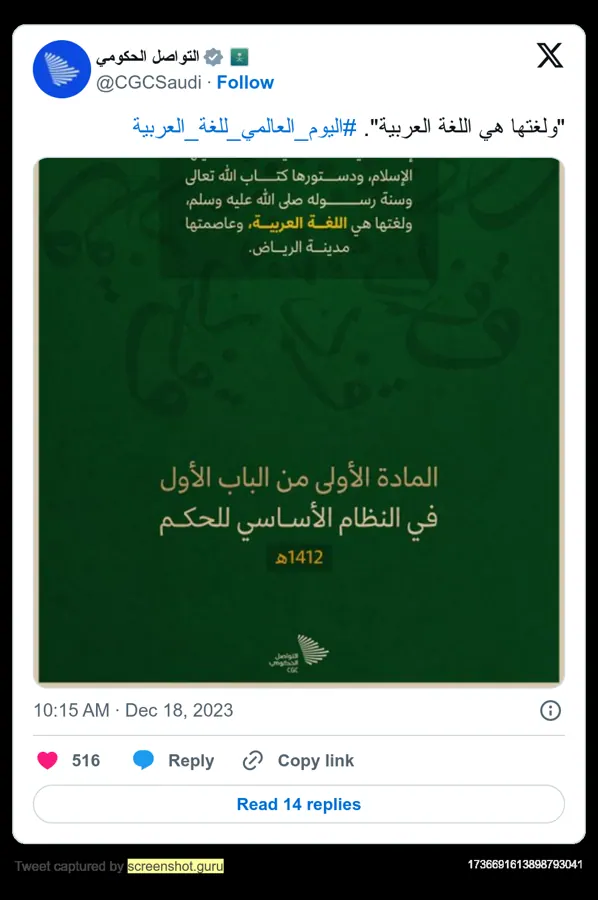 التواصل الحكومي
@CGCSaudi · Follow
"ولغتها هي اللغة العربية". #اليوم_العالمي_للغة_العربية
الإسلام، ودستورها كتاب الله تعالى
وسنة رسوله صلى الله عليه وسلم،
ولغتها هي اللغة العربية، وعاصمتها
مدينة الرياض.
المادة الأولى من الباب الأول
في النظام الأساسي للحكم
1412هـ
التواصل
الحكومي
CGC
10:15 AM · Dec 18, 2023
516 Reply Copy link
Read 14 replies
Tweet captured by screenshot.guru
1736691613898793041